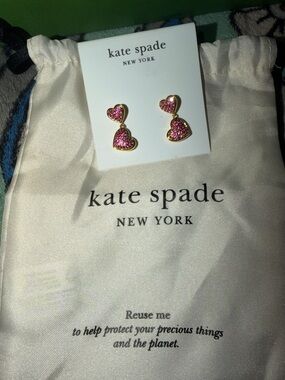 kate spade
NEW YORK
kate spade
NEW YORK
Reuse me
to help protect your precious things
and the planet.